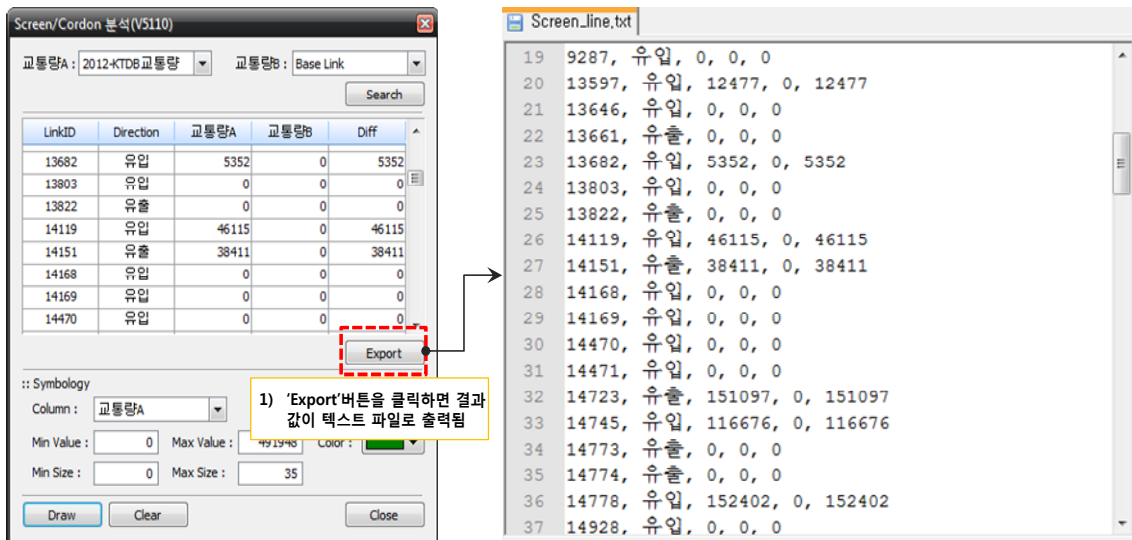 Screen/Cordon 분석(V5110)
교통량A : 2012-KTDB교통량 교통량B : Base Link
Search
LinkID Direction 교통량A 교통량B Diff
13682 유입 5352 0 5352
13803 유입 0 0 0
13822 유출 0 0 0
14119 유입 46115 0 46115
14151 유출 38411 0 38411
14168 유입 0 0 0
14169 유입 0 0 0
14470 유입 0 0 0
Export
:: Symbology
Column : 교통량A
Min Value : 0 Max Value : 491948 Color :
Min Size : 0 Max Size : 35
Draw Clear Close
1) ‘Export’버튼을 클릭하면 결과
값이 텍스트 파일로 출력됨
Screen_line.txt
19 9287, 유입, 0, 0, 0
20 13597, 유입, 12477, 0, 12477
21 13646, 유입, 0, 0, 0
22 13661, 유출, 0, 0, 0
23 13682, 유입, 5352, 0, 5352
24 13803, 유입, 0, 0, 0
25 13822, 유출, 0, 0, 0
26 14119, 유입, 46115, 0, 46115
27 14151, 유출, 38411, 0, 38411
28 14168, 유입, 0, 0, 0
29 14169, 유입, 0, 0, 0
30 14470, 유입, 0, 0, 0
31 14471, 유입, 0, 0, 0
32 14723, 유출, 151097, 0, 151097
33 14745, 유입, 116676, 0, 116676
34 14773, 유출, 0, 0, 0
35 14774, 유출, 0, 0, 0
36 14778, 유입, 152402, 0, 152402
37 14928, 유입, 0, 0, 0